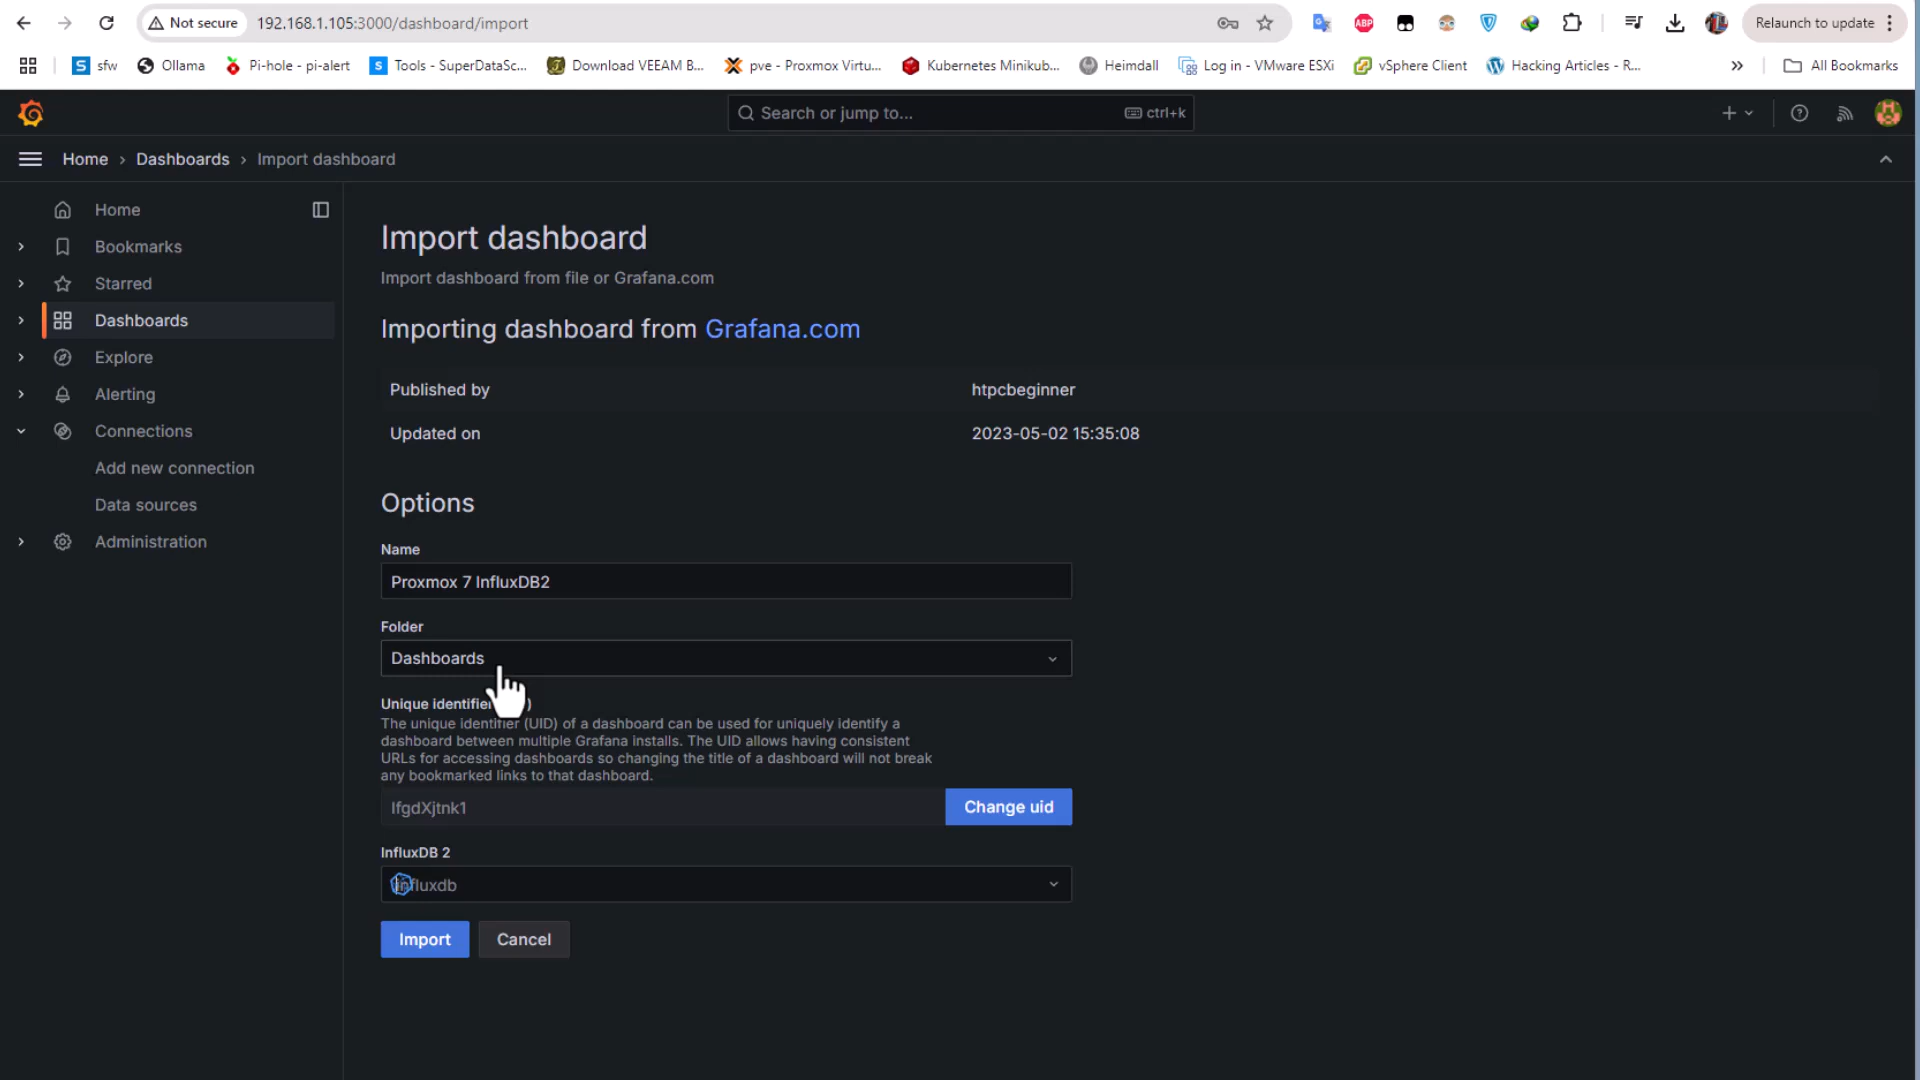 Not secure
192.168.1.105:3000/dashboard/import
ABP
Relaunch to update
sfw
Ollama
Pi-hole - pi-alert
Tools - SuperDataSc...
Download VEEAM B...
pve - Proxmox Virtu...
Kubernetes Minikub...
Heimdall
Log in - VMware ESXi
vSphere Client
Hacking Articles - R...
All Bookmarks
Search or jump to...
ctrl+k
Home > Dashboards > Import dashboard
Home
Bookmarks
Starred
Dashboards
Explore
Alerting
Connections
Add new connection
Data sources
Administration
Import dashboard
Import dashboard from file or Grafana.com
Importing dashboard from Grafana.com
Published by
htpcbeginner
Updated on
2023-05-02 15:35:08
Options
Name
Proxmox 7 InfluxDB2
Folder
Dashboards
Unique identifier
The unique identifier (UID) of a dashboard can be used for uniquely identify a
dashboard between multiple Grafana installs. The UID allows having consistent
URLs for accessing dashboards so changing the title of a dashboard will not break
any bookmarked links to that dashboard.
IfgdXjtnk1
Change uid
InfluxDB 2
influxdb
Import
Cancel